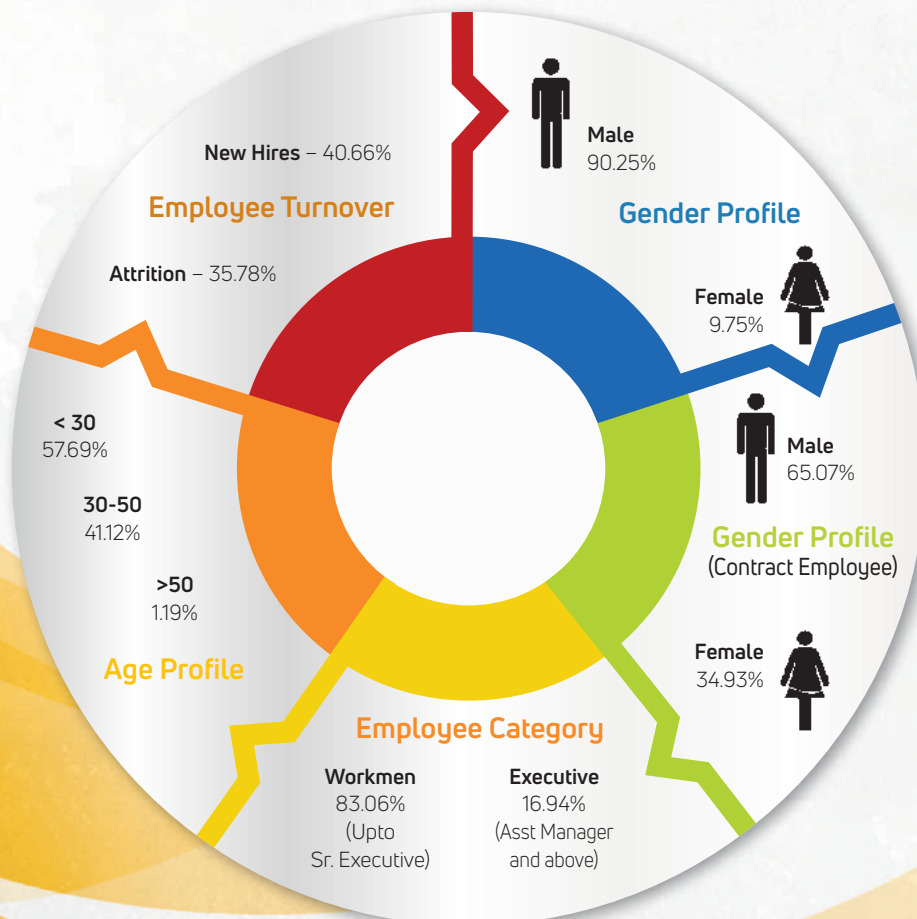 New Hires – 40.66%
Employee Turnover
Attrition – 35.78%
Male
90.25%
Gender Profile
Female
9.75%
Male
65.07%
Gender Profile
(Contract Employee)
Female
34.93%
Employee Category
Workmen
83.06%
(Upto
Sr. Executive)
Executive
16.94%
(Asst Manager
and above)
< 30
57.69%
30-50
41.12%
>50
1.19%
Age Profile